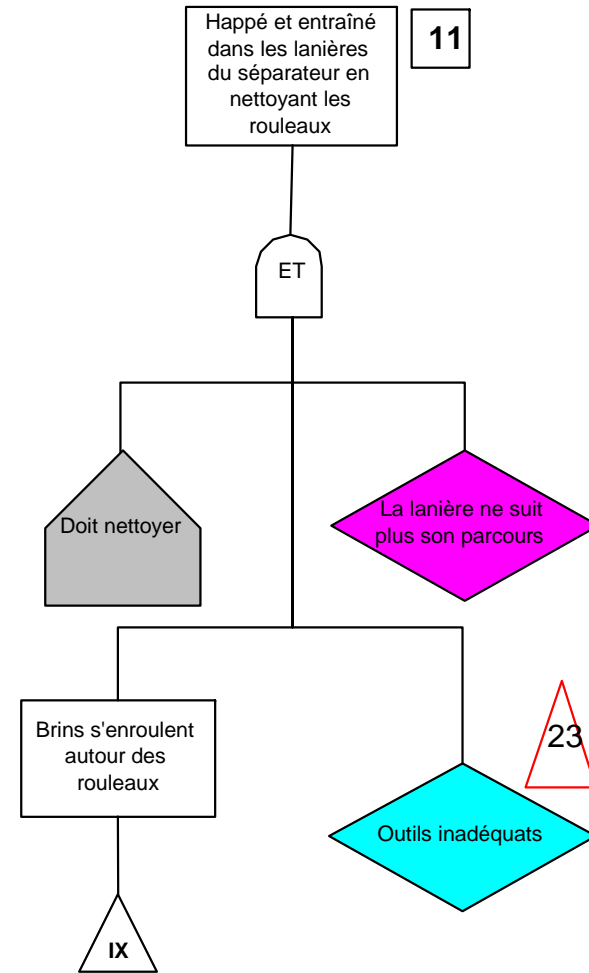 Happé et entraîné
dans les lanières
du séparateur en
nettoyant les
rouleaux
11
ET
Doit nettoyer
La lanière ne suit
plus son parcours
Brins s'enroulent
autour des
rouleaux
23
Outils inadéquats
IX